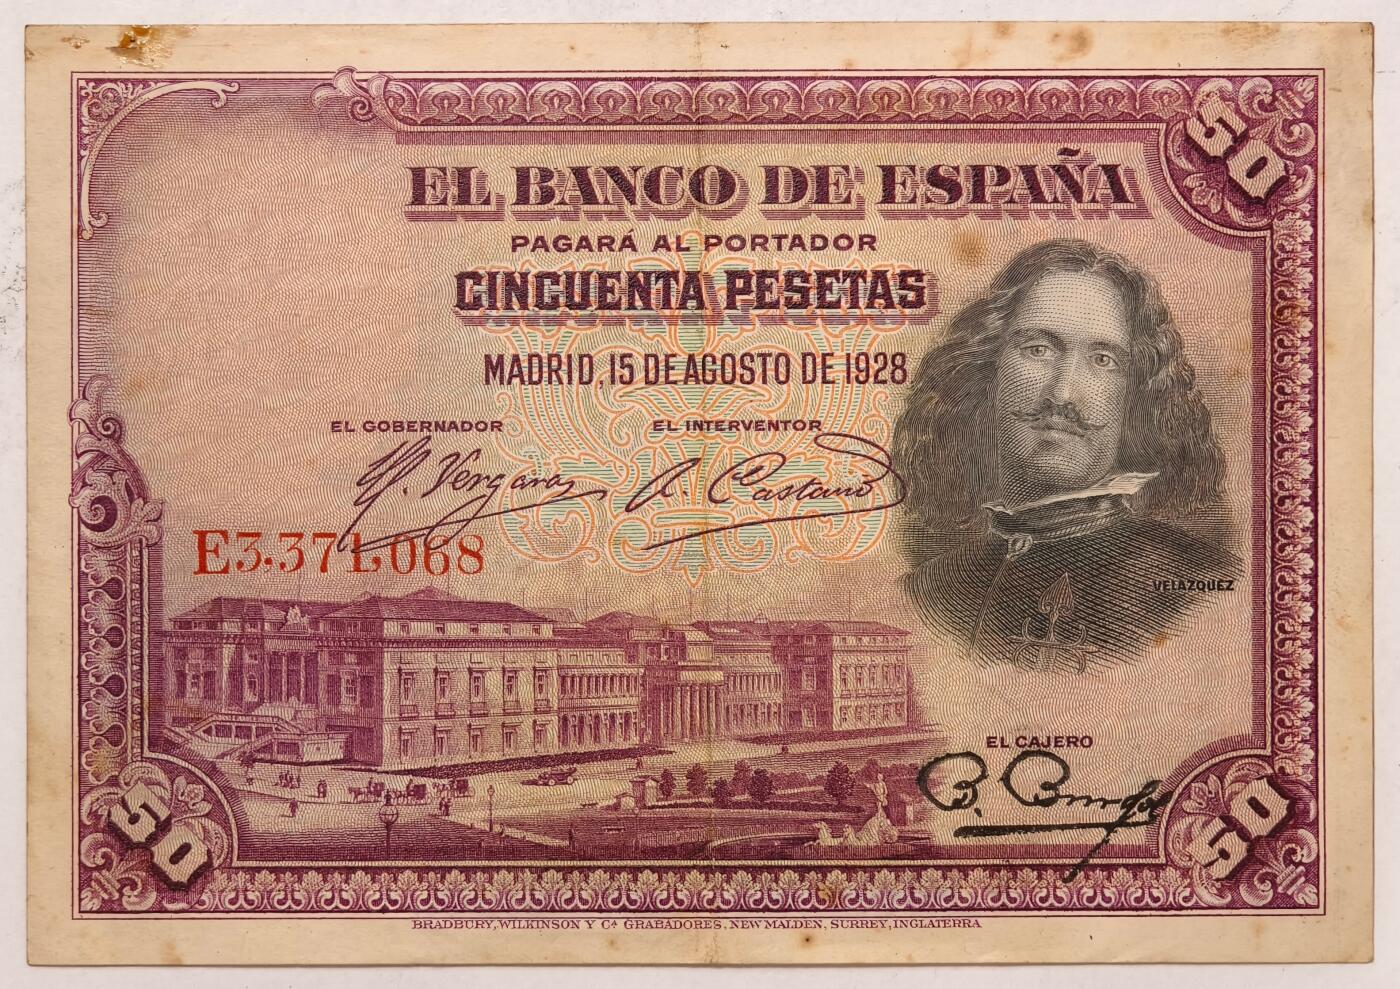 50
EL BANCO DE ESPAÑA
PAGARÁ AL PORTADOR
CINCUENTA PESETAS
MADRID, 15 DE AGOSTO DE 1928
EL GOBERNADOR EL INTERVENTOR
E3.371,068
VELAZQUEZ
EL CAJERO
50 50
BRADBURY, WILKINSON Y Cª GRABADORES, NEW MALDEN, SURREY, INGLATERRA